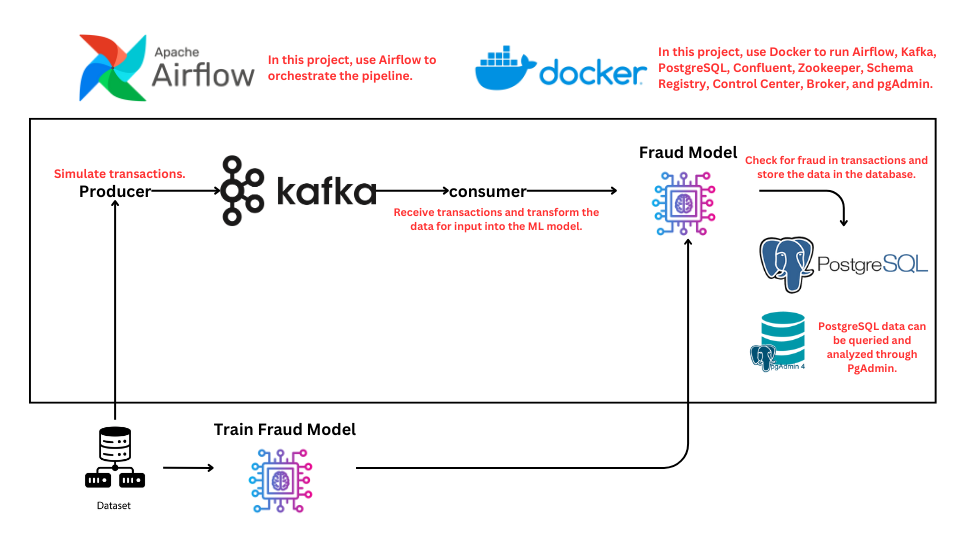 Apache
Airflow
In this project, use Airflow to
orchestrate the pipeline.
docker
In this project, use Docker to run Airflow, Kafka,
PostgreSQL, Confluent, Zookeeper, Schema
Registry, Control Center, Broker, and pgAdmin.
Simulate transactions.
Producer
kafka
consumer
Receive transactions and transform the
data for input into the ML model.
Fraud Model
Check for fraud in transactions and
store the data in the database.
PostgreSQL
PostgreSQL data can
be queried and
analyzed through
PgAdmin.
pgAdmin 4
Train Fraud Model
Dataset